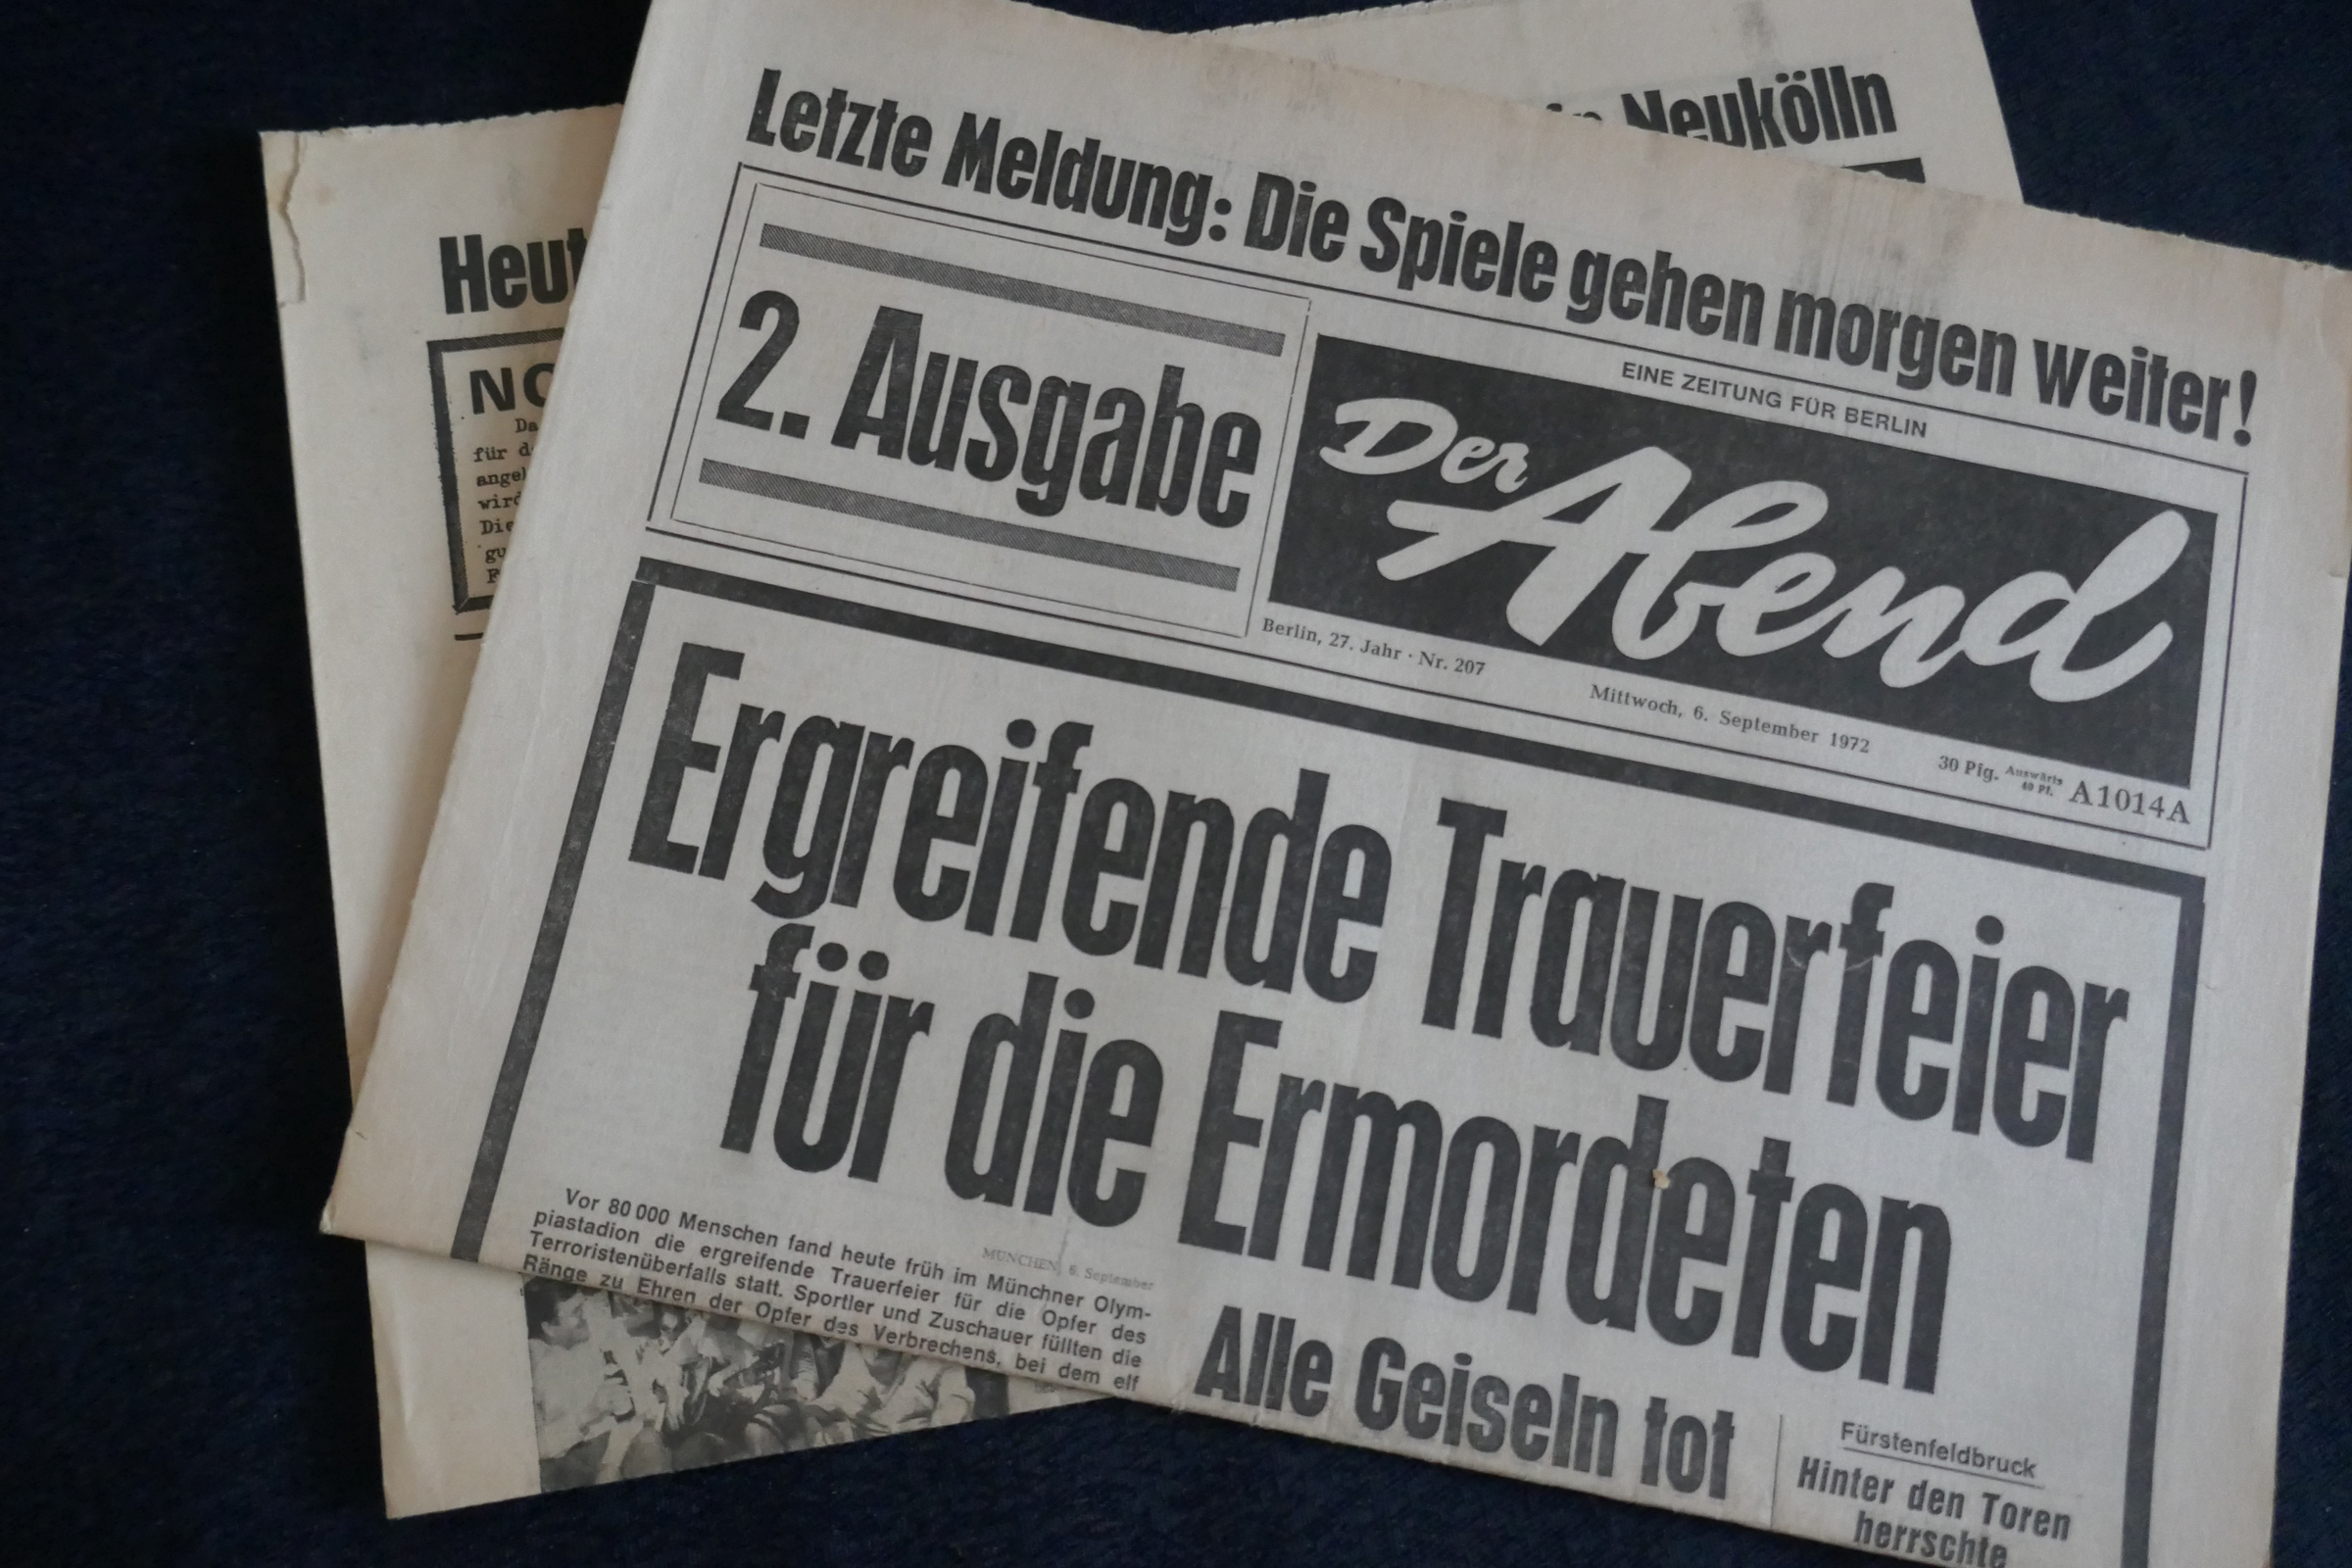 Letzte Meldung: Die Spiele gehen morgen weiter!
2. Ausgabe
EINE ZEITUNG FÜR BERLIN
Der Abend
Berlin, 27. Jahr · Nr. 207
Mittwoch, 6. September 1972
30 Pfg. Auswärts 40 Pf. A1014A
Ergreifende Trauerfeier
für die Ermordeten
MÜNCHEN, 6. September
Vor 80 000 Menschen fand heute früh im Münchner Olym-
piastadion die ergreifende Trauerfeier für die Opfer des
Terroristenüberfalls statt. Sportler und Zuschauer füllten die
Ränge zu Ehren der Opfer des Verbrechens, bei dem elf
Alle Geiseln tot
Fürstenfeldbruck
Hinter den Toren
herrschte
Neukölln
Heut
NO
Da
für d
angel
wird
Die
gu
F